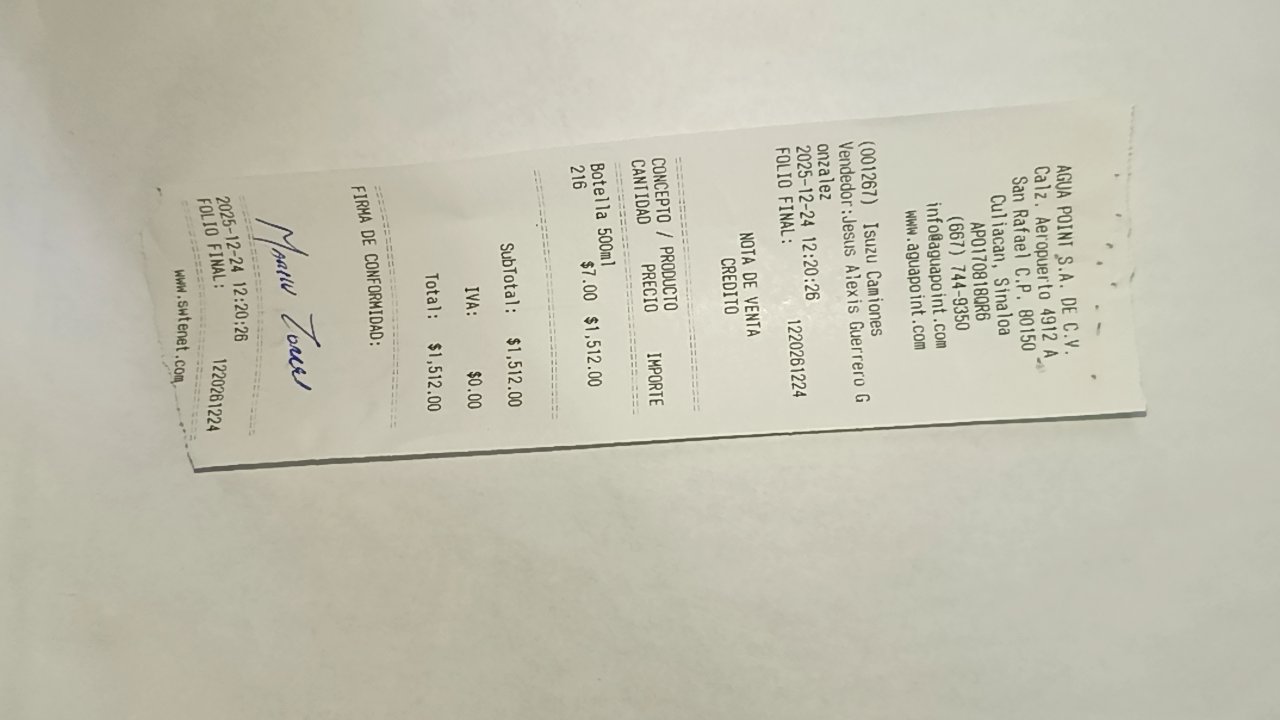 AGUA POINT S.A. DE C.V.
Calz. Aeropuerto 4912 A
San Rafael C.P. 80150
Culiacan, Sinaloa
APO170818QR6
(667) 744-9350
info@aguapoint.com
www.aguapoint.com
(001267) Isuzu Camiones
Vendedor:Jesus Alexis Guerrero G
onzalez
2025-12-24 12:20:26
FOLIO FINAL: 1220261224
NOTA DE VENTA
CREDITO
CONCEPTO / PRODUCTO
CANTIDAD PRECIO IMPORTE
Botella 500ml
216 $7.00 $1,512.00
SubTotal: $1,512.00
IVA: $0.00
Total: $1,512.00
FIRMA DE CONFORMIDAD:
2025-12-24 12:20:26
FOLIO FINAL: 1220261224
www.swtenet.com